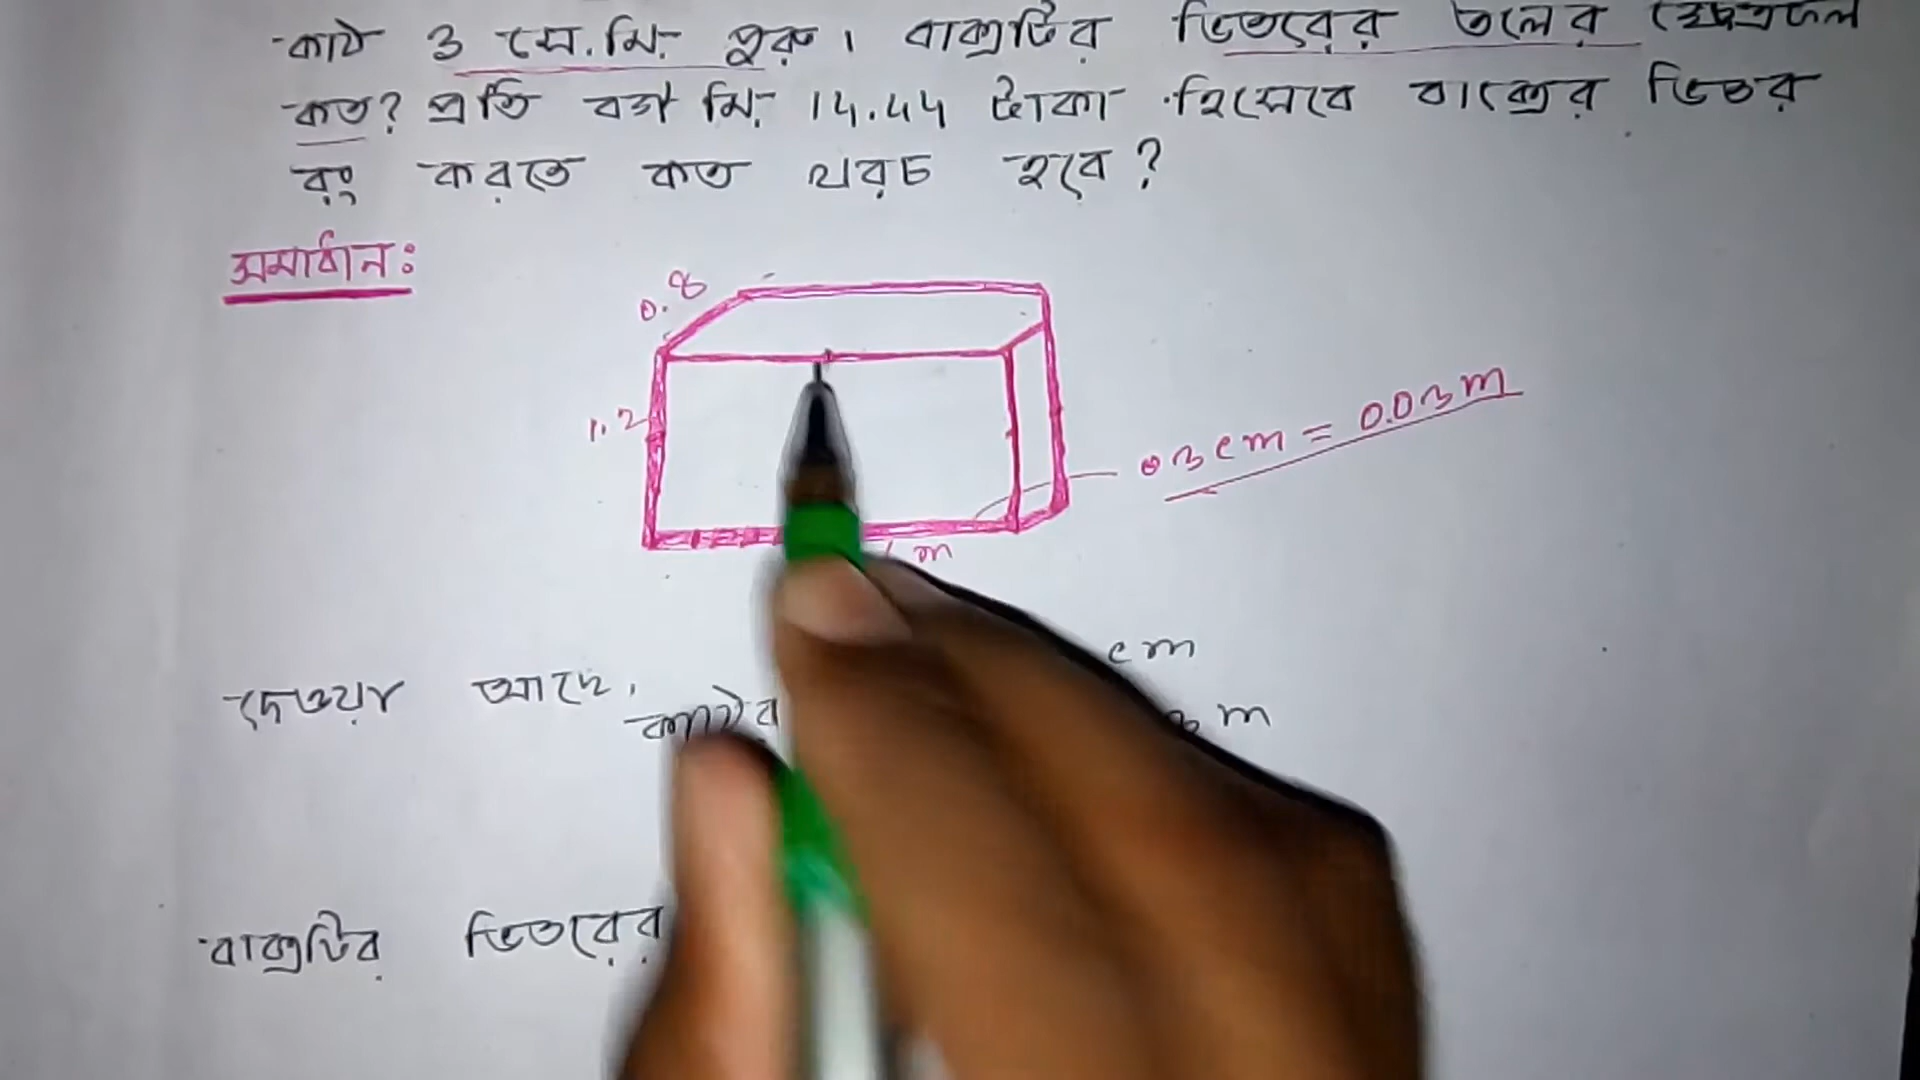 কাঠ 3 সে.মি. পুরু। বাক্সটির ভিতরের তলের ক্ষেত্রফল
কত? প্রতি বর্গ মি. 14.44 টাকা হিসেবে বাক্সের ভিতর
রং করতে কত খরচ হবে?
সমাধান:
0.8
1.2
3 cm = 0.03 m
m
cm
দেওয়া আছে,
কাঠের
m
বাক্সটির ভিতরের